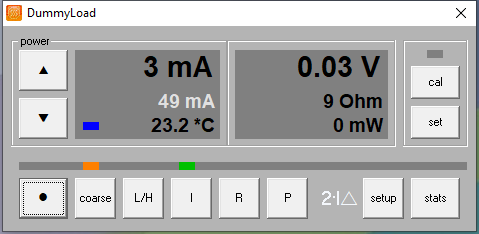 DummyLoad
power
3 mA
49 mA
23.2 *C
0.03 V
9 Ohm
0 mW
cal
set
coarse
L/H
I
R
P
setup
stats